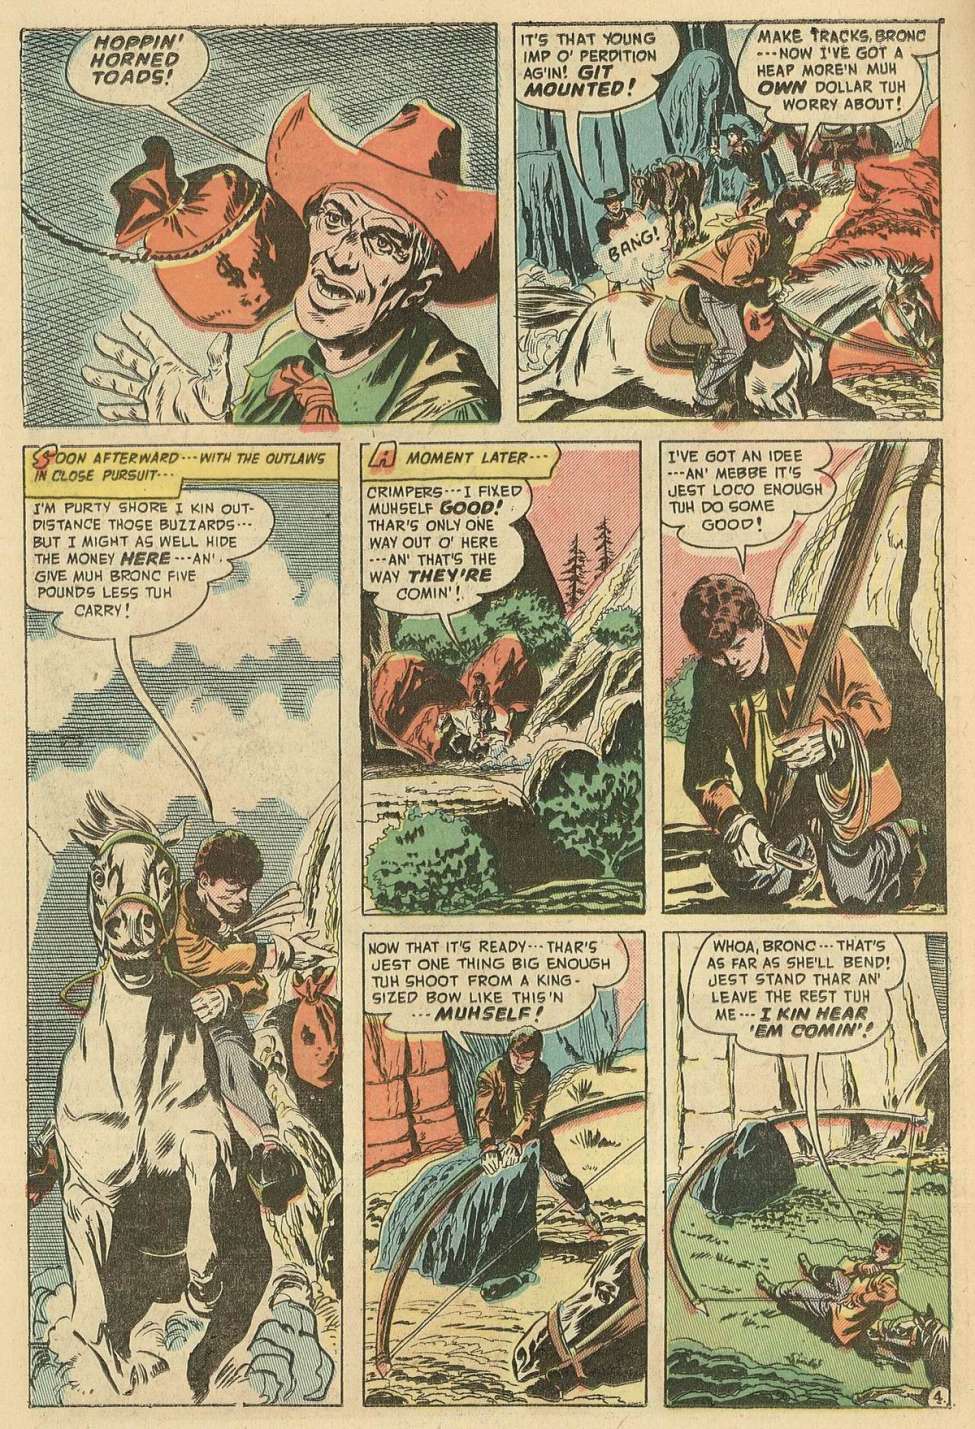 HOPPIN'
HORNED
TOADS!
IT'S THAT YOUNG
IMP O' PERDITION
AG'IN! GIT
MOUNTED!
MAKE TRACKS, BRONC
---NOW I'VE GOT A
HEAP MORE'N MUH
OWN DOLLAR TUH
WORRY ABOUT!
BANG!
SOON AFTERWARD---WITH THE OUTLAWS
IN CLOSE PURSUIT---
I'M PURTY SHORE I KIN OUT-
DISTANCE THOSE BUZZARDS---
BUT I MIGHT AS WELL HIDE
THE MONEY HERE---AN'
GIVE MUH BRONC FIVE
POUNDS LESS TUH
CARRY!
A MOMENT LATER---
CRIMPERS---I FIXED
MUHSELF GOOD!
THAR'S ONLY ONE
WAY OUT O' HERE
---AN' THAT'S THE
WAY THEY'RE
COMIN'!
I'VE GOT AN IDEE
---AN' MEBBE IT'S
JEST LOCO ENOUGH
TUH DO SOME
GOOD!
NOW THAT IT'S READY---THAR'S
JEST ONE THING BIG ENOUGH
TUH SHOOT FROM A KING-
SIZED BOW LIKE THIS'N
---MUHSELF!
WHOA, BRONC---THAT'S
AS FAR AS SHE'LL BEND!
JEST STAND THAR AN'
LEAVE THE REST TUH
ME---I KIN HEAR
'EM COMIN'!
4